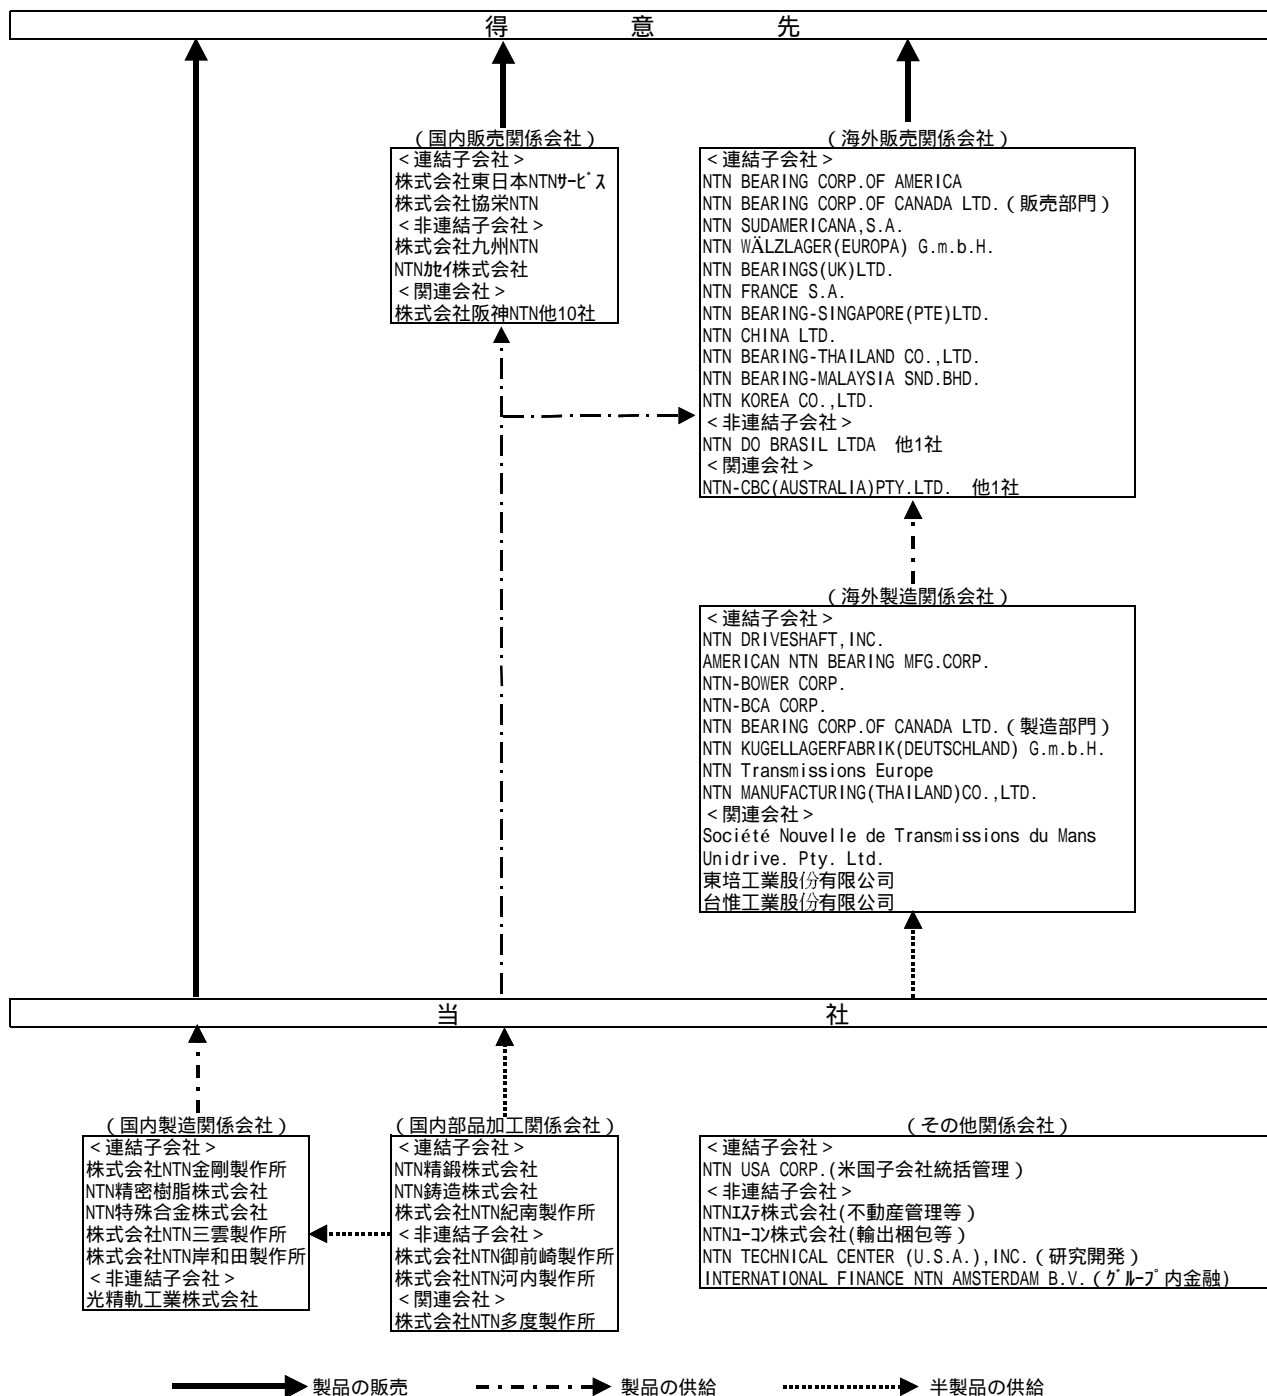 得意先
(国内販売関係会社)
<連結子会社>
株式会社東日本NTNｻｰﾋﾞｽ
株式会社協栄NTN
<非連結子会社>
株式会社九州NTN
NTNｶｾｲ株式会社
<関連会社>
株式会社阪神NTN他10社
(海外販売関係会社)
<連結子会社>
NTN BEARING CORP.OF AMERICA
NTN BEARING CORP.OF CANADA LTD.(販売部門)
NTN SUDAMERICANA,S.A.
NTN WÄLZLAGER(EUROPA) G.m.b.H.
NTN BEARINGS(UK)LTD.
NTN FRANCE S.A.
NTN BEARING-SINGAPORE(PTE)LTD.
NTN CHINA LTD.
NTN BEARING-THAILAND CO.,LTD.
NTN BEARING-MALAYSIA SND.BHD.
NTN KOREA CO.,LTD.
<非連結子会社>
NTN DO BRASIL LTDA 他1社
<関連会社>
NTN-CBC(AUSTRALIA)PTY.LTD. 他1社
(海外製造関係会社)
<連結子会社>
NTN DRIVESHAFT,INC.
AMERICAN NTN BEARING MFG.CORP.
NTN-BOWER CORP.
NTN-BCA CORP.
NTN BEARING CORP.OF CANADA LTD.(製造部門)
NTN KUGELLAGERFABRIK(DEUTSCHLAND) G.m.b.H.
NTN Transmissions Europe
NTN MANUFACTURING(THAILAND)CO.,LTD.
<関連会社>
Société Nouvelle de Transmissions du Mans
Unidrive. Pty. Ltd.
東培工業股份有限公司
台惟工業股份有限公司
当社
(国内製造関係会社)
<連結子会社>
株式会社NTN金剛製作所
NTN精密樹脂株式会社
NTN特殊合金株式会社
株式会社NTN三雲製作所
株式会社NTN岸和田製作所
<非連結子会社>
光精軌工業株式会社
(国内部品加工関係会社)
<連結子会社>
NTN精鍛株式会社
NTN鋳造株式会社
株式会社NTN紀南製作所
<非連結子会社>
株式会社NTN御前崎製作所
株式会社NTN河内製作所
<関連会社>
株式会社NTN多度製作所
(その他関係会社)
<連結子会社>
NTN USA CORP.(米国子会社統括管理)
<非連結子会社>
NTNｴｽﾃ株式会社(不動産管理等)
NTNﾕｰｺﾝ株式会社(輸出梱包等)
NTN TECHNICAL CENTER (U.S.A.),INC.(研究開発)
INTERNATIONAL FINANCE NTN AMSTERDAM B.V.(ｸﾞﾙｰﾌﾟ内金融)
製品の販売
製品の供給
半製品の供給